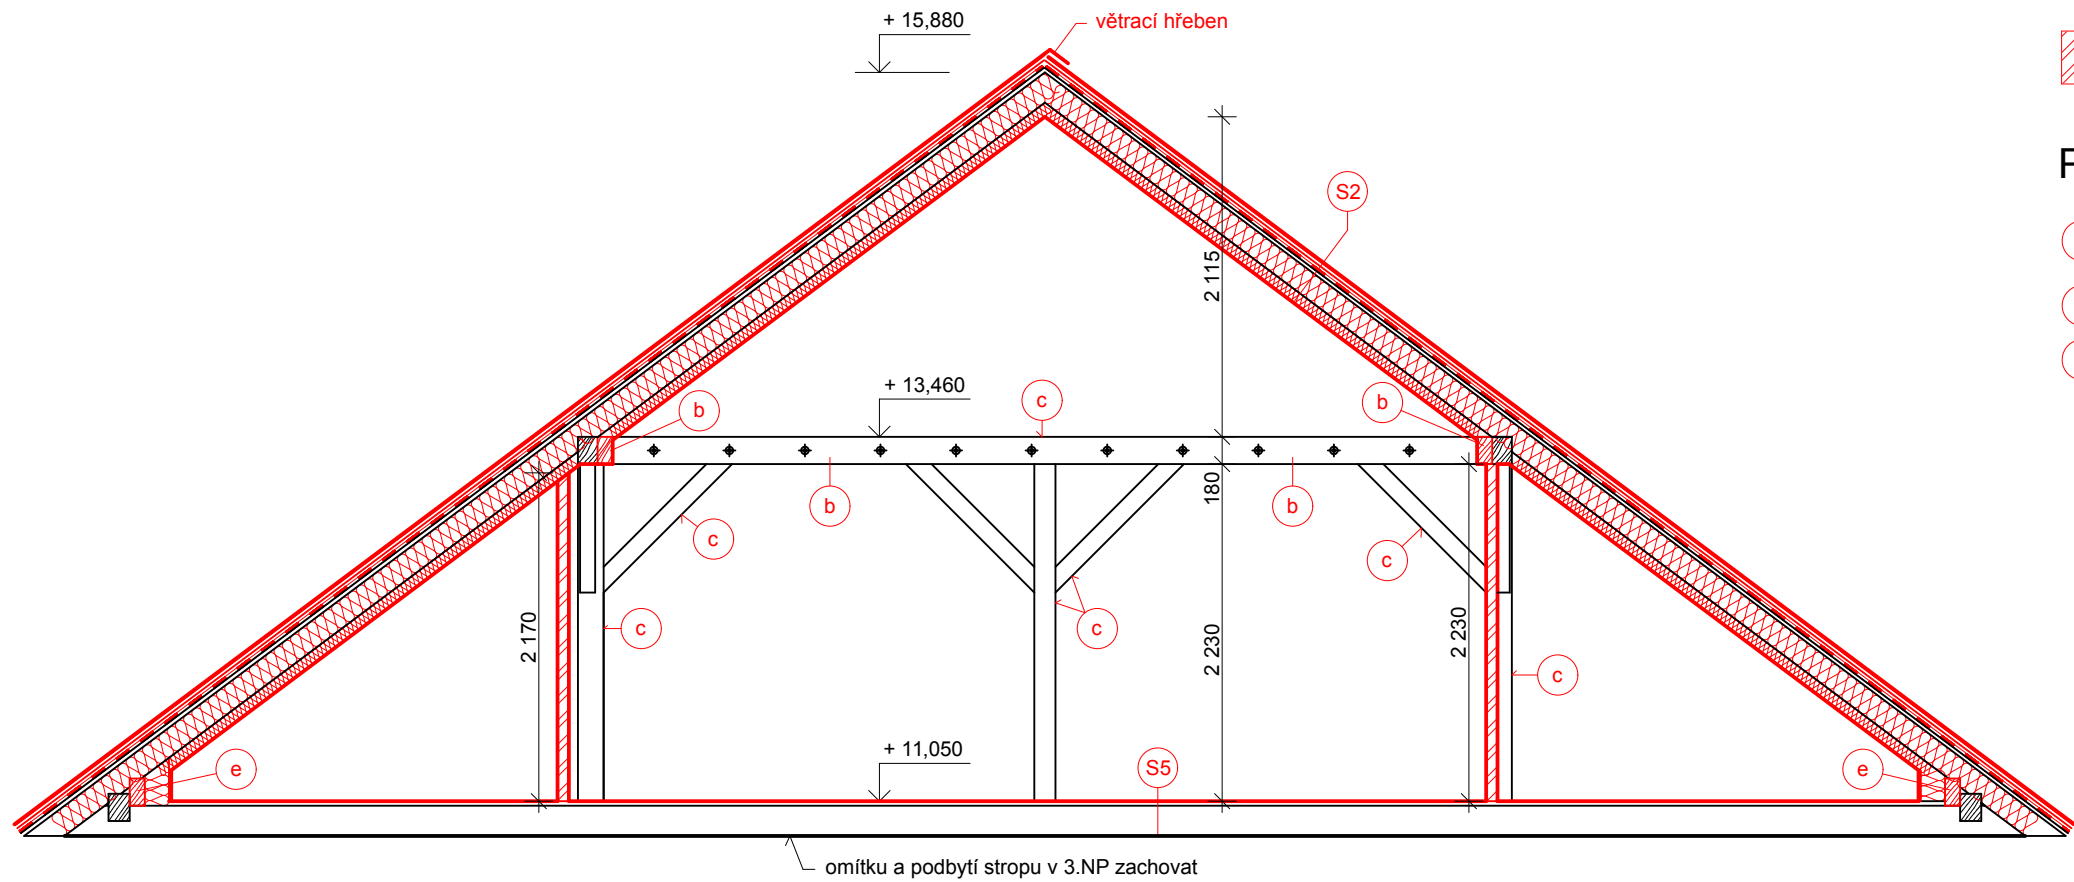 + 15,880
větrací hřeben
P
S2
2 115
+ 13,460
c
b
b
180
b
b
c
c
2 170
c
c
2 230
2 230
c
+ 11,050
S5
e
e
omítku a podbytí stropu v 3.NP zachovat